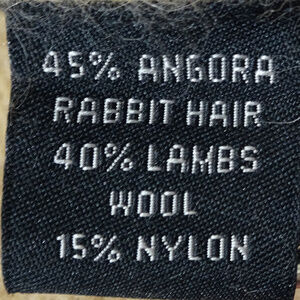 45% ANGORA
RABBIT HAIR
40% LAMBS
WOOL
15% NYLON